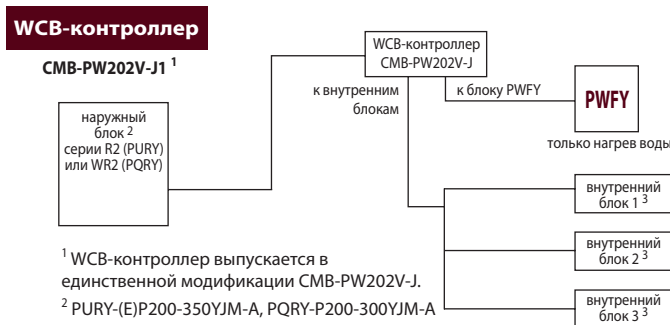 WCB-контроллер
CMB-PW202V-J1 ¹
наружный
блок ²
серии R2 (PURY)
или WR2 (PQRY)
WCB-контроллер
CMB-PW202V-J
к внутренним
блокам
к блоку PWFY
PWFY
только нагрев воды
внутренний
блок 1 ³
внутренний
блок 2 ³
внутренний
блок 3 ³
¹ WCB-контроллер выпускается в
единственной модификации CMB-PW202V-J.
² PURY-(E)P200-350YJM-A, PQRY-P200-300YJM-A